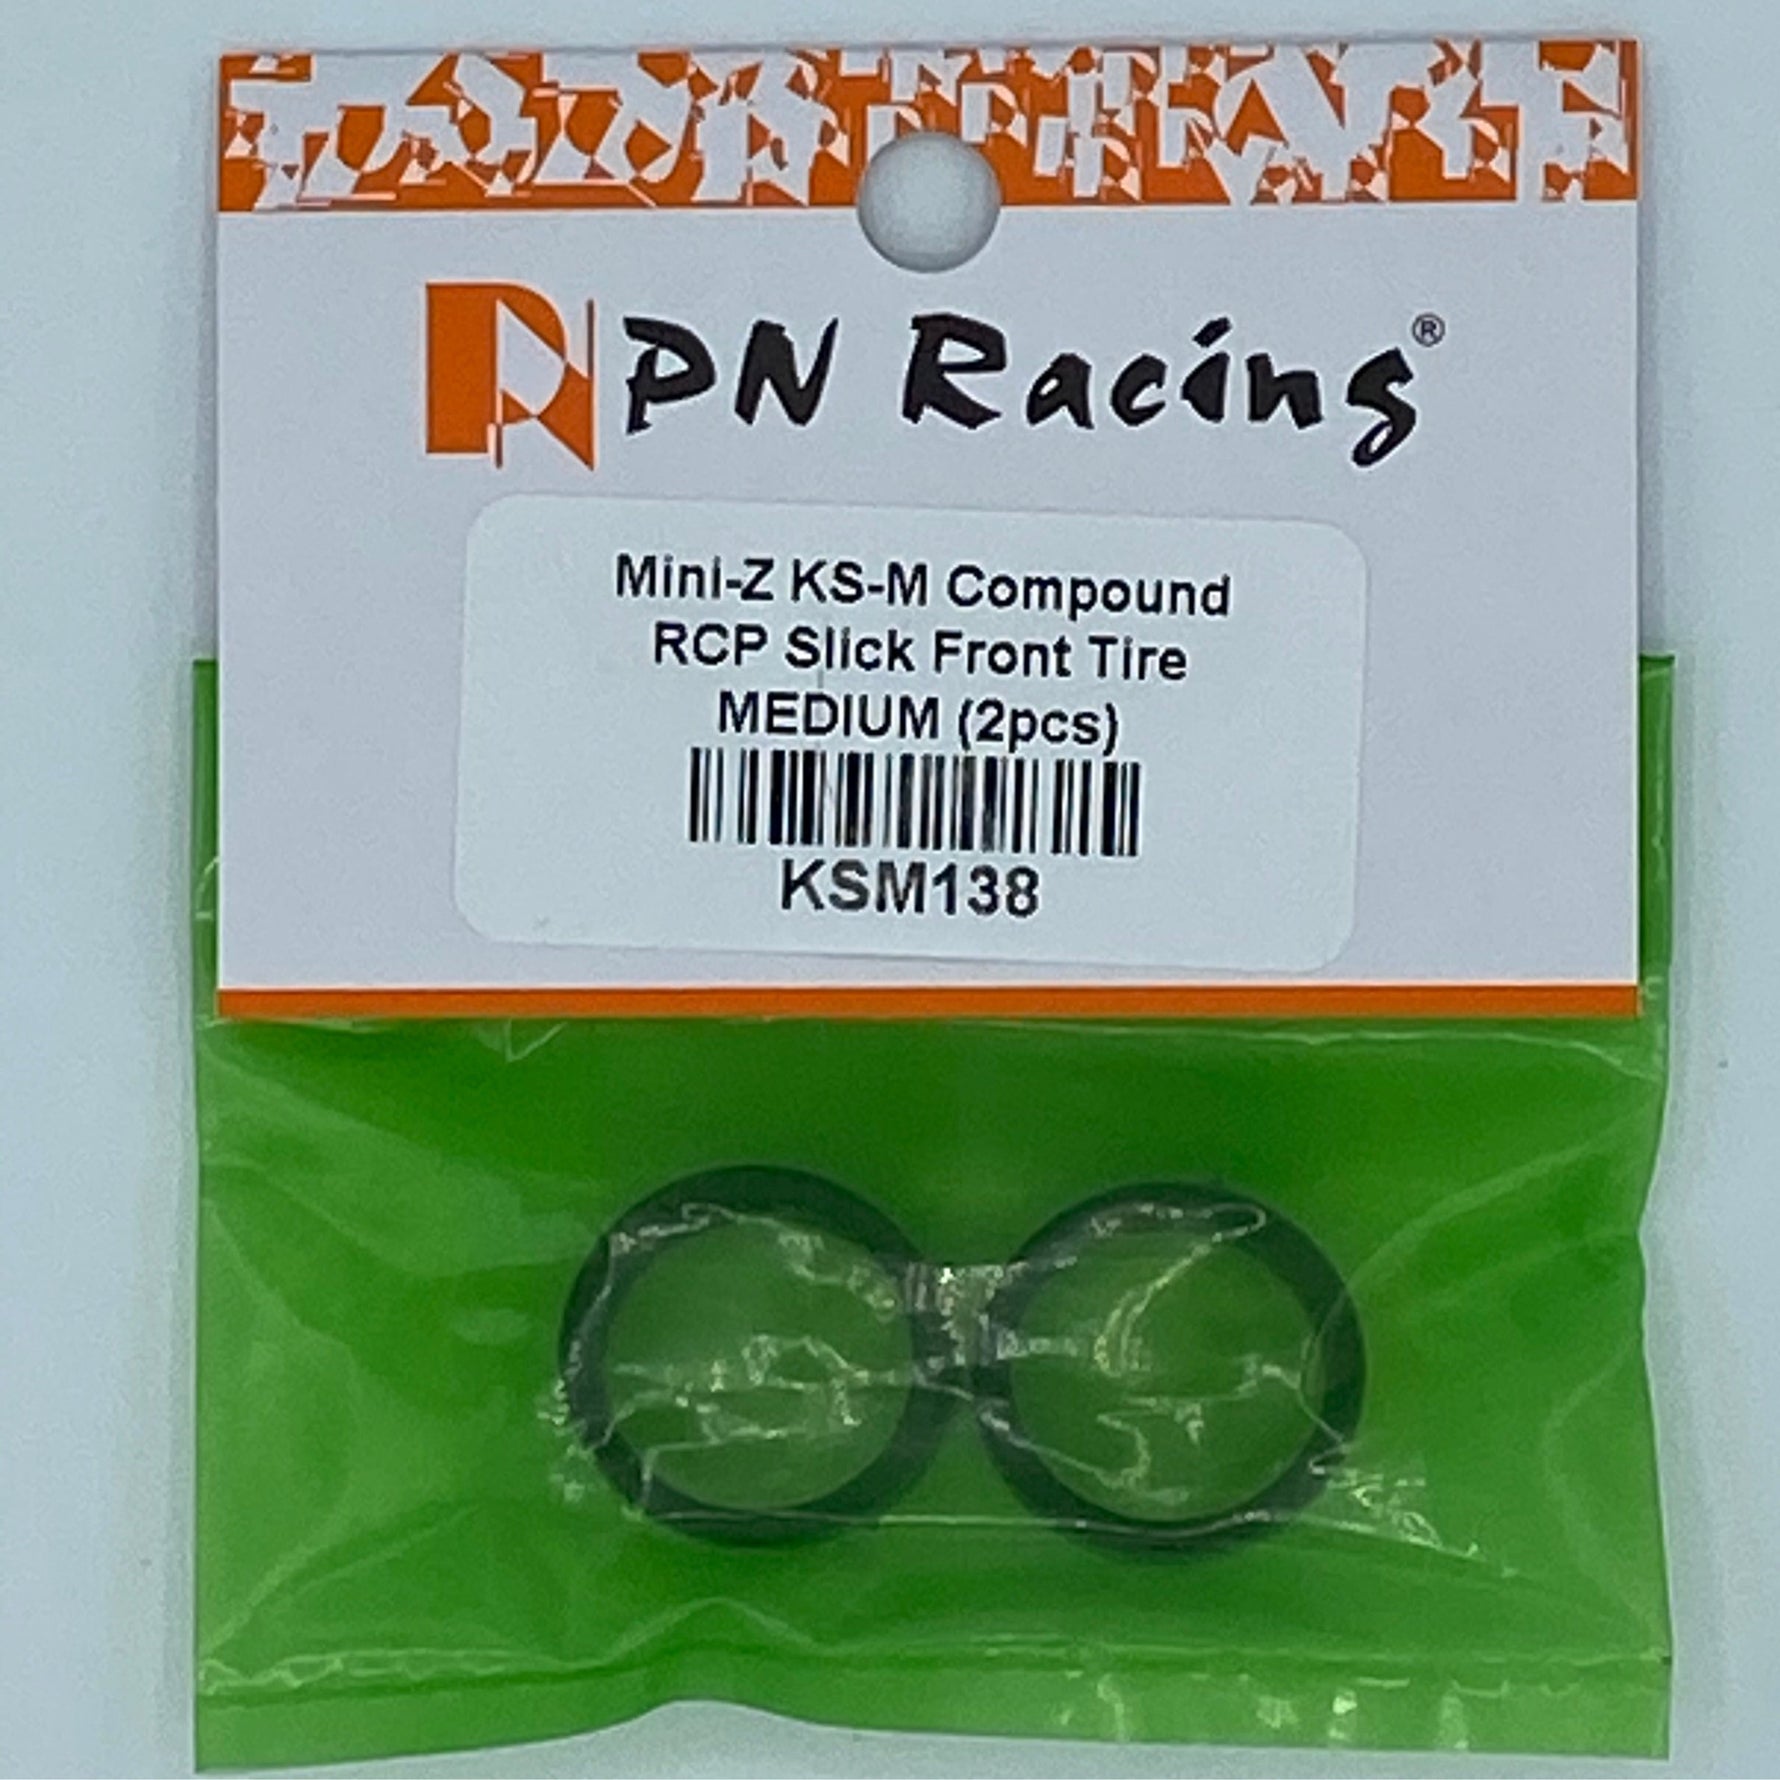 PN Racing®
Mini-Z KS-M Compound
RCP Slick Front Tire
MEDIUM (2pcs)
KSM138